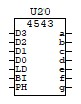 U20
4543
D3 a
D2 b
D1 c
D0 d
LD e
BI f
PH g